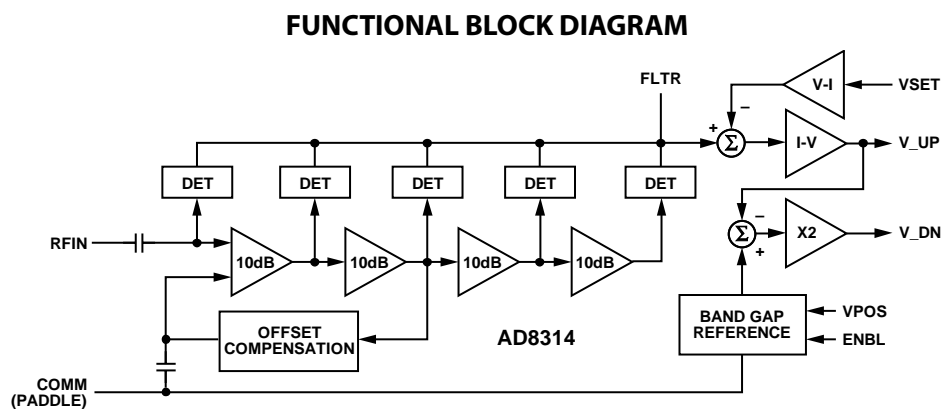 FUNCTIONAL BLOCK DIAGRAM
FLTR
V-I
VSET
–
+
Σ
I-V
V_UP
DET
DET
DET
DET
DET
–
Σ
+
X2
V_DN
RFIN
10dB
10dB
10dB
10dB
OFFSET
COMPENSATION
AD8314
BAND GAP
REFERENCE
VPOS
ENBL
COMM
(PADDLE)